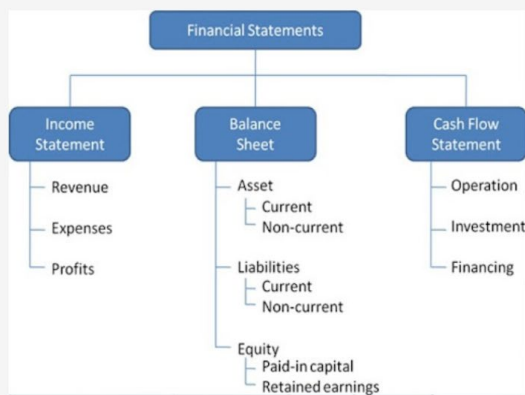 Financial Statements
Income
Statement
Revenue
Expenses
Profits
Balance
Sheet
Asset
Current
Non-current
Liabilities
Current
Non-current
Equity
Paid-in capital
Retained earnings
Cash Flow
Statement
Operation
Investment
Financing